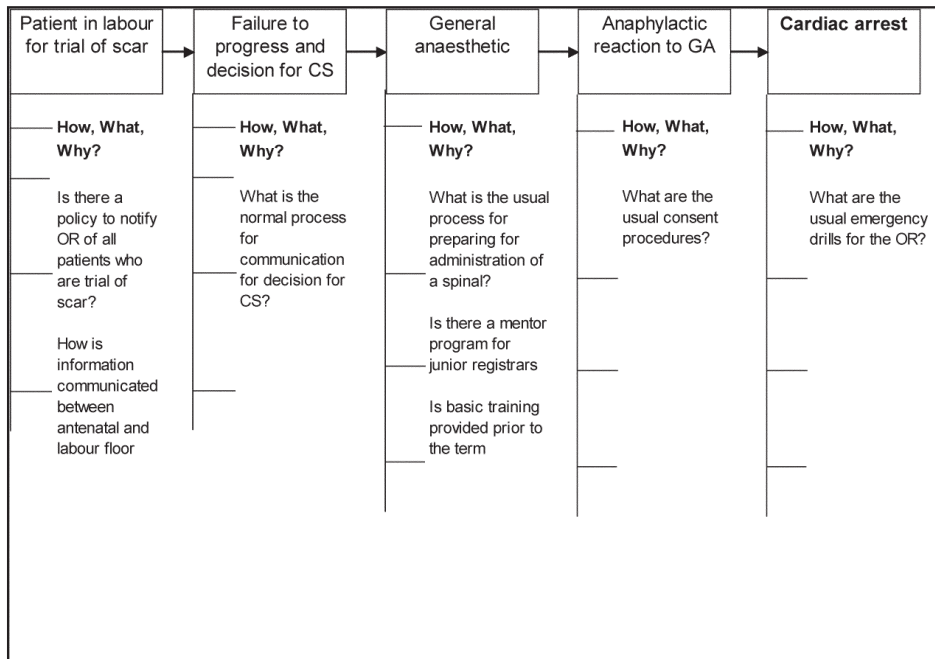 Patient in labour
for trial of scar
Failure to
progress and
decision for CS
General
anaesthetic
Anaphylactic
reaction to GA
Cardiac arrest
How, What,
Why?
Is there a
policy to notify
OR of all
patients who
are trial of
scar?
How is
information
communicated
between
antenatal and
labour floor
How, What,
Why?
What is the
normal process
for
communication
for decision for
CS?
How, What,
Why?
What is the usual
process for
preparing for
administration of
a spinal?
Is there a mentor
program for
junior registrars
Is basic training
provided prior to
the term
How, What,
Why?
What are the
usual consent
procedures?
How, What,
Why?
What are the
usual emergency
drills for the OR?